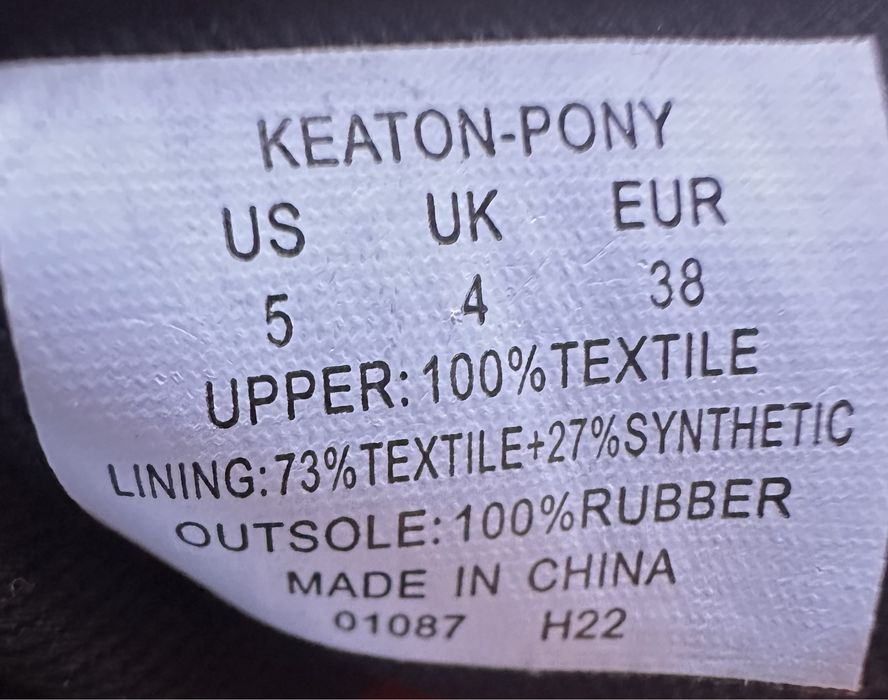 KEATON-PONY
US UK EUR
5 4 38
UPPER:100%TEXTILE
LINING:73%TEXTILE+27%SYNTHETIC
OUTSOLE:100%RUBBER
MADE IN CHINA
01087 H22